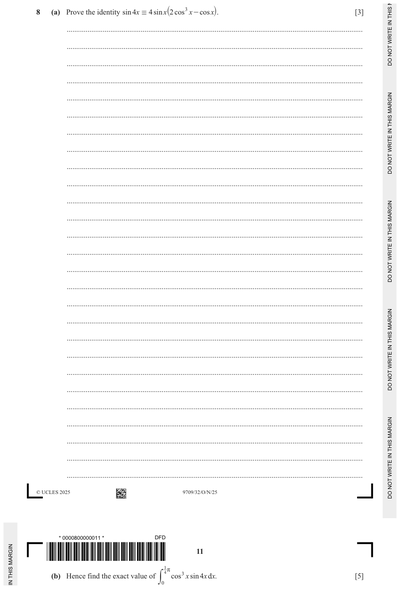 8 (a) Prove the identity sin 4x ≡ 4 sin x(2 cos³ x − cos x). [3]
DO NOT WRITE IN THIS M
DO NOT WRITE IN THIS MARGIN
DO NOT WRITE IN THIS MARGIN
DO NOT WRITE IN THIS MARGIN
DO NOT WRITE IN THIS MARGIN
© UCLES 2025
9709/32/O/N/25
IN THIS MARGIN
* 0000800000011 *
DFD
11
(b) Hence find the exact value of ∫₀^{¼π} cos³ x sin 4x dx. [5]